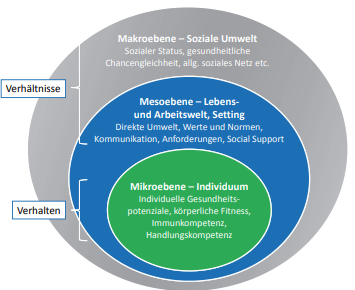 Makroebene – Soziale Umwelt
Sozialer Status, gesundheitliche
Chancengleichheit, allg. soziales Netz etc.
Verhältnisse
Mesoebene – Lebens-
und Arbeitswelt, Setting
Direkte Umwelt, Werte und Normen,
Kommunikation, Anforderungen, Social Support
Mikroebene – Individuum
Individuelle Gesundheits-
potenziale, körperliche Fitness,
Immunkompetenz,
Handlungskompetenz
Verhalten